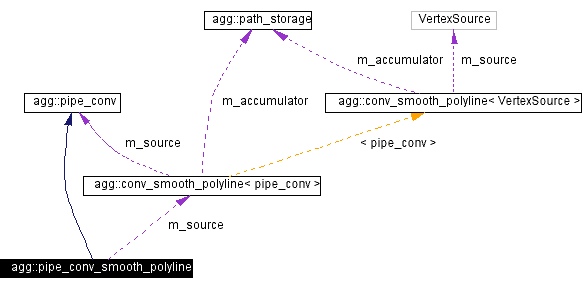 agg::path_storage
VertexSource
m_accumulator
m_source
agg::pipe_conv
m_accumulator
agg::conv_smooth_polyline< VertexSource >
m_source
< pipe_conv >
agg::conv_smooth_polyline< pipe_conv >
m_source
agg::pipe_conv_smooth_polyline